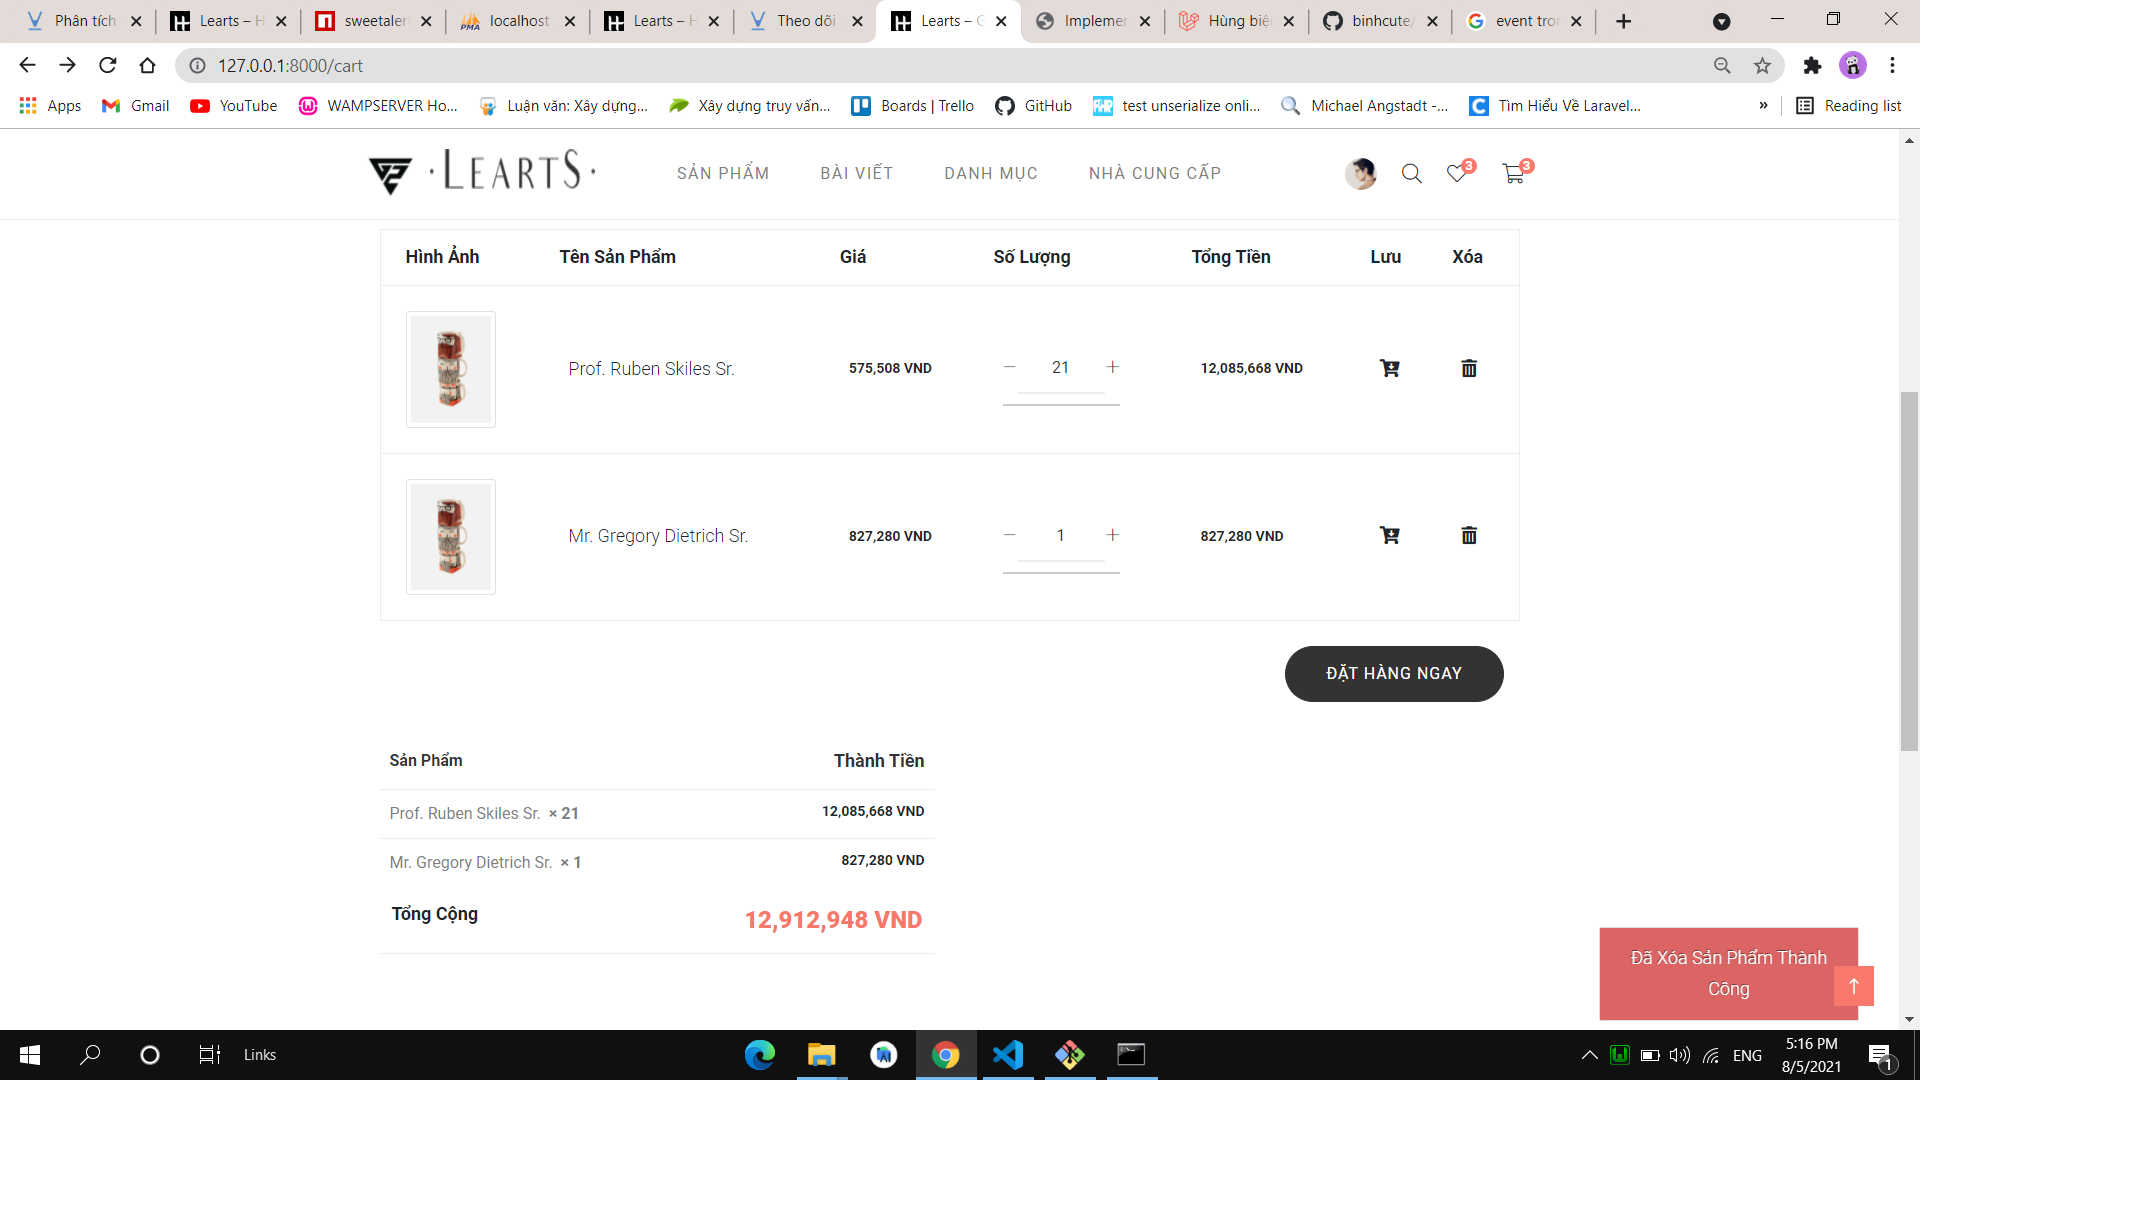 Phân tích
Learts – H
sweetaler
localhost
Learts – H
Theo dõi
Learts – G
Implemen
Hùng biệ
binhcute/
event tron
127.0.0.1:8000/cart
Apps
Gmail
YouTube
WAMPSERVER Ho...
Luận văn: Xây dựng...
Xây dựng truy vấn...
Boards | Trello
GitHub
test unserialize onli...
Michael Angstadt -...
Tìm Hiểu Về Laravel...
»
Reading list
·LEARTS·
SẢN PHẨM
BÀI VIẾT
DANH MỤC
NHÀ CUNG CẤP
3
3
Hình Ảnh
Tên Sản Phẩm
Giá
Số Lượng
Tổng Tiền
Lưu
Xóa
Prof. Ruben Skiles Sr.
575,508 VND
− 21 +
12,085,668 VND
Mr. Gregory Dietrich Sr.
827,280 VND
− 1 +
827,280 VND
ĐẶT HÀNG NGAY
Sản Phẩm
Thành Tiền
Prof. Ruben Skiles Sr. × 21
12,085,668 VND
Mr. Gregory Dietrich Sr. × 1
827,280 VND
Tổng Cộng
12,912,948 VND
Đã Xóa Sản Phẩm Thành
Công
Links
ENG
5:16 PM
8/5/2021
1